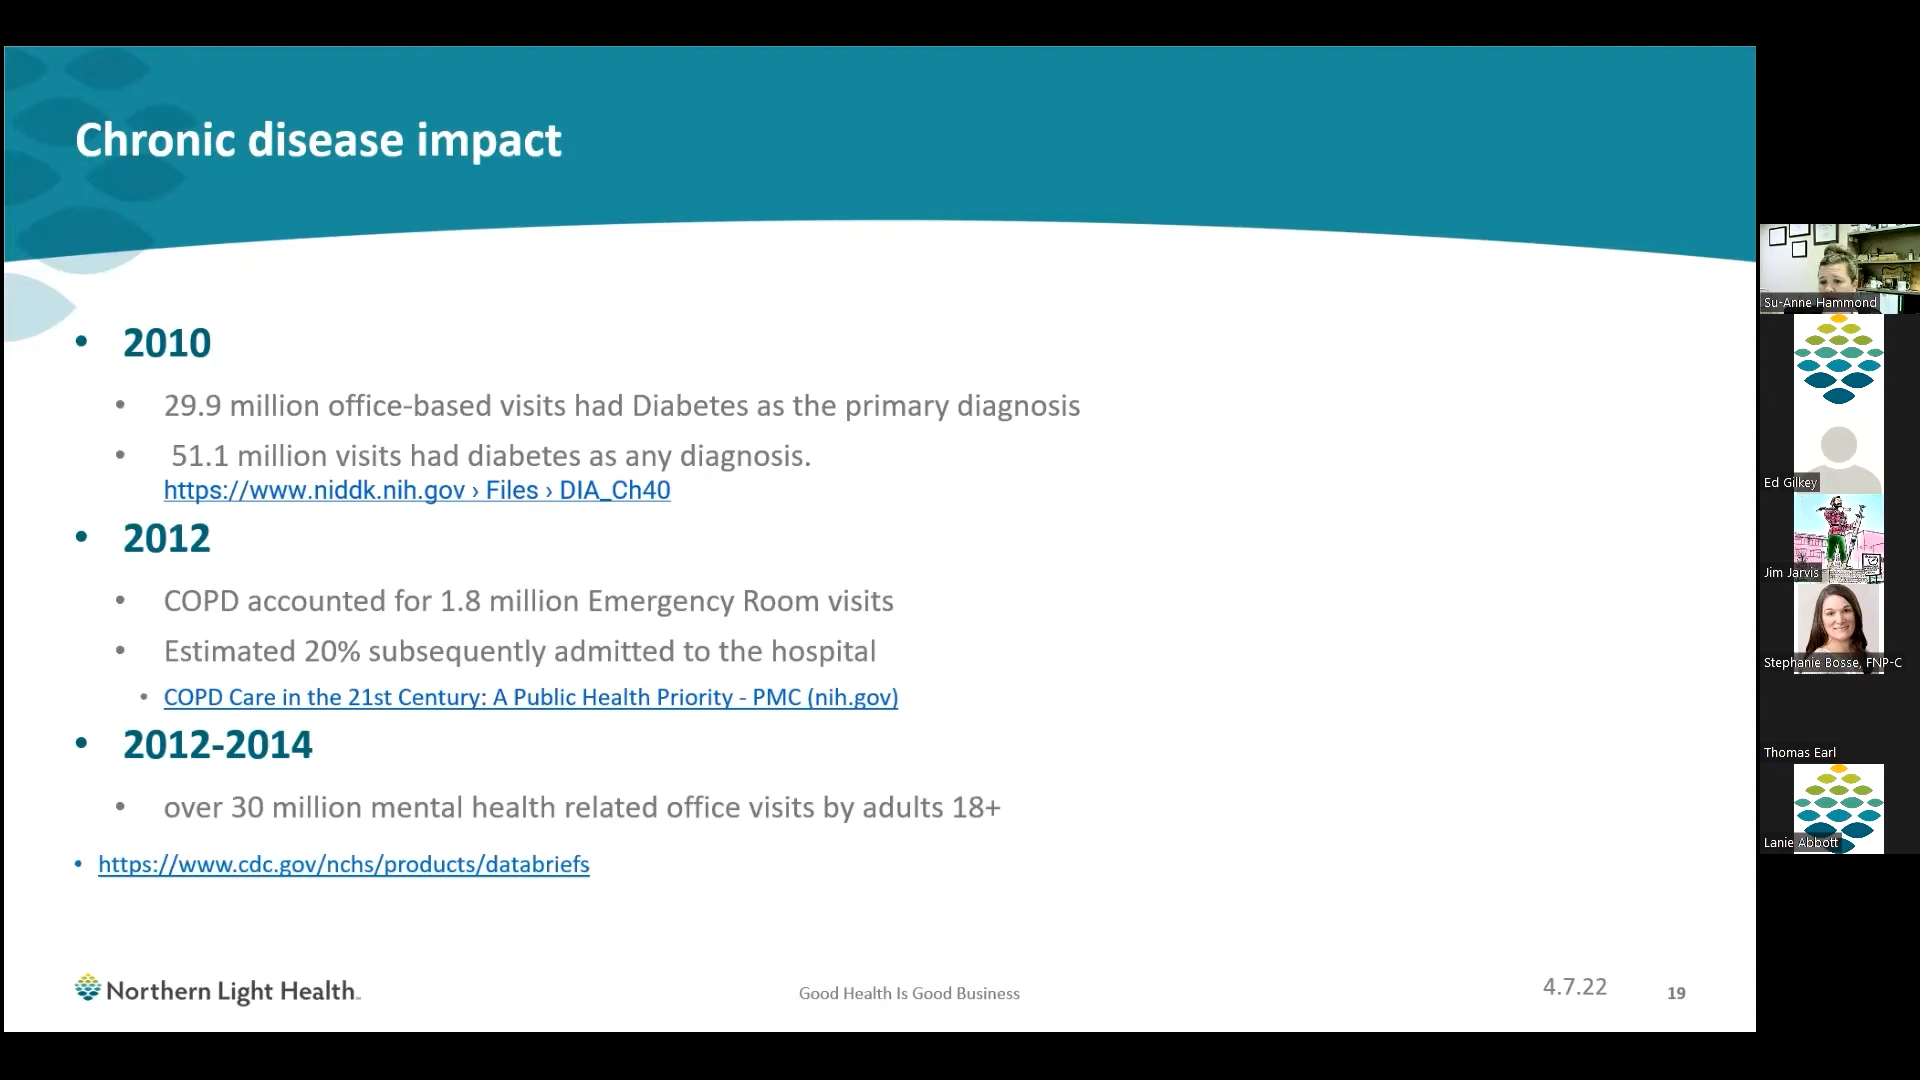 Chronic disease impact
• 2010
• 29.9 million office-based visits had Diabetes as the primary diagnosis
• 51.1 million visits had diabetes as any diagnosis.
https://www.niddk.nih.gov › Files › DIA_Ch40
• 2012
• COPD accounted for 1.8 million Emergency Room visits
• Estimated 20% subsequently admitted to the hospital
• COPD Care in the 21st Century: A Public Health Priority - PMC (nih.gov)
• 2012-2014
• over 30 million mental health related office visits by adults 18+
• https://www.cdc.gov/nchs/products/databriefs
Northern Light Health
Good Health Is Good Business
4.7.22
19
Su-Anne Hammond
Ed Gilkey
Jim Jarvis
Stephanie Bosse, FNP-C
Thomas Earl
Lanie Abbott